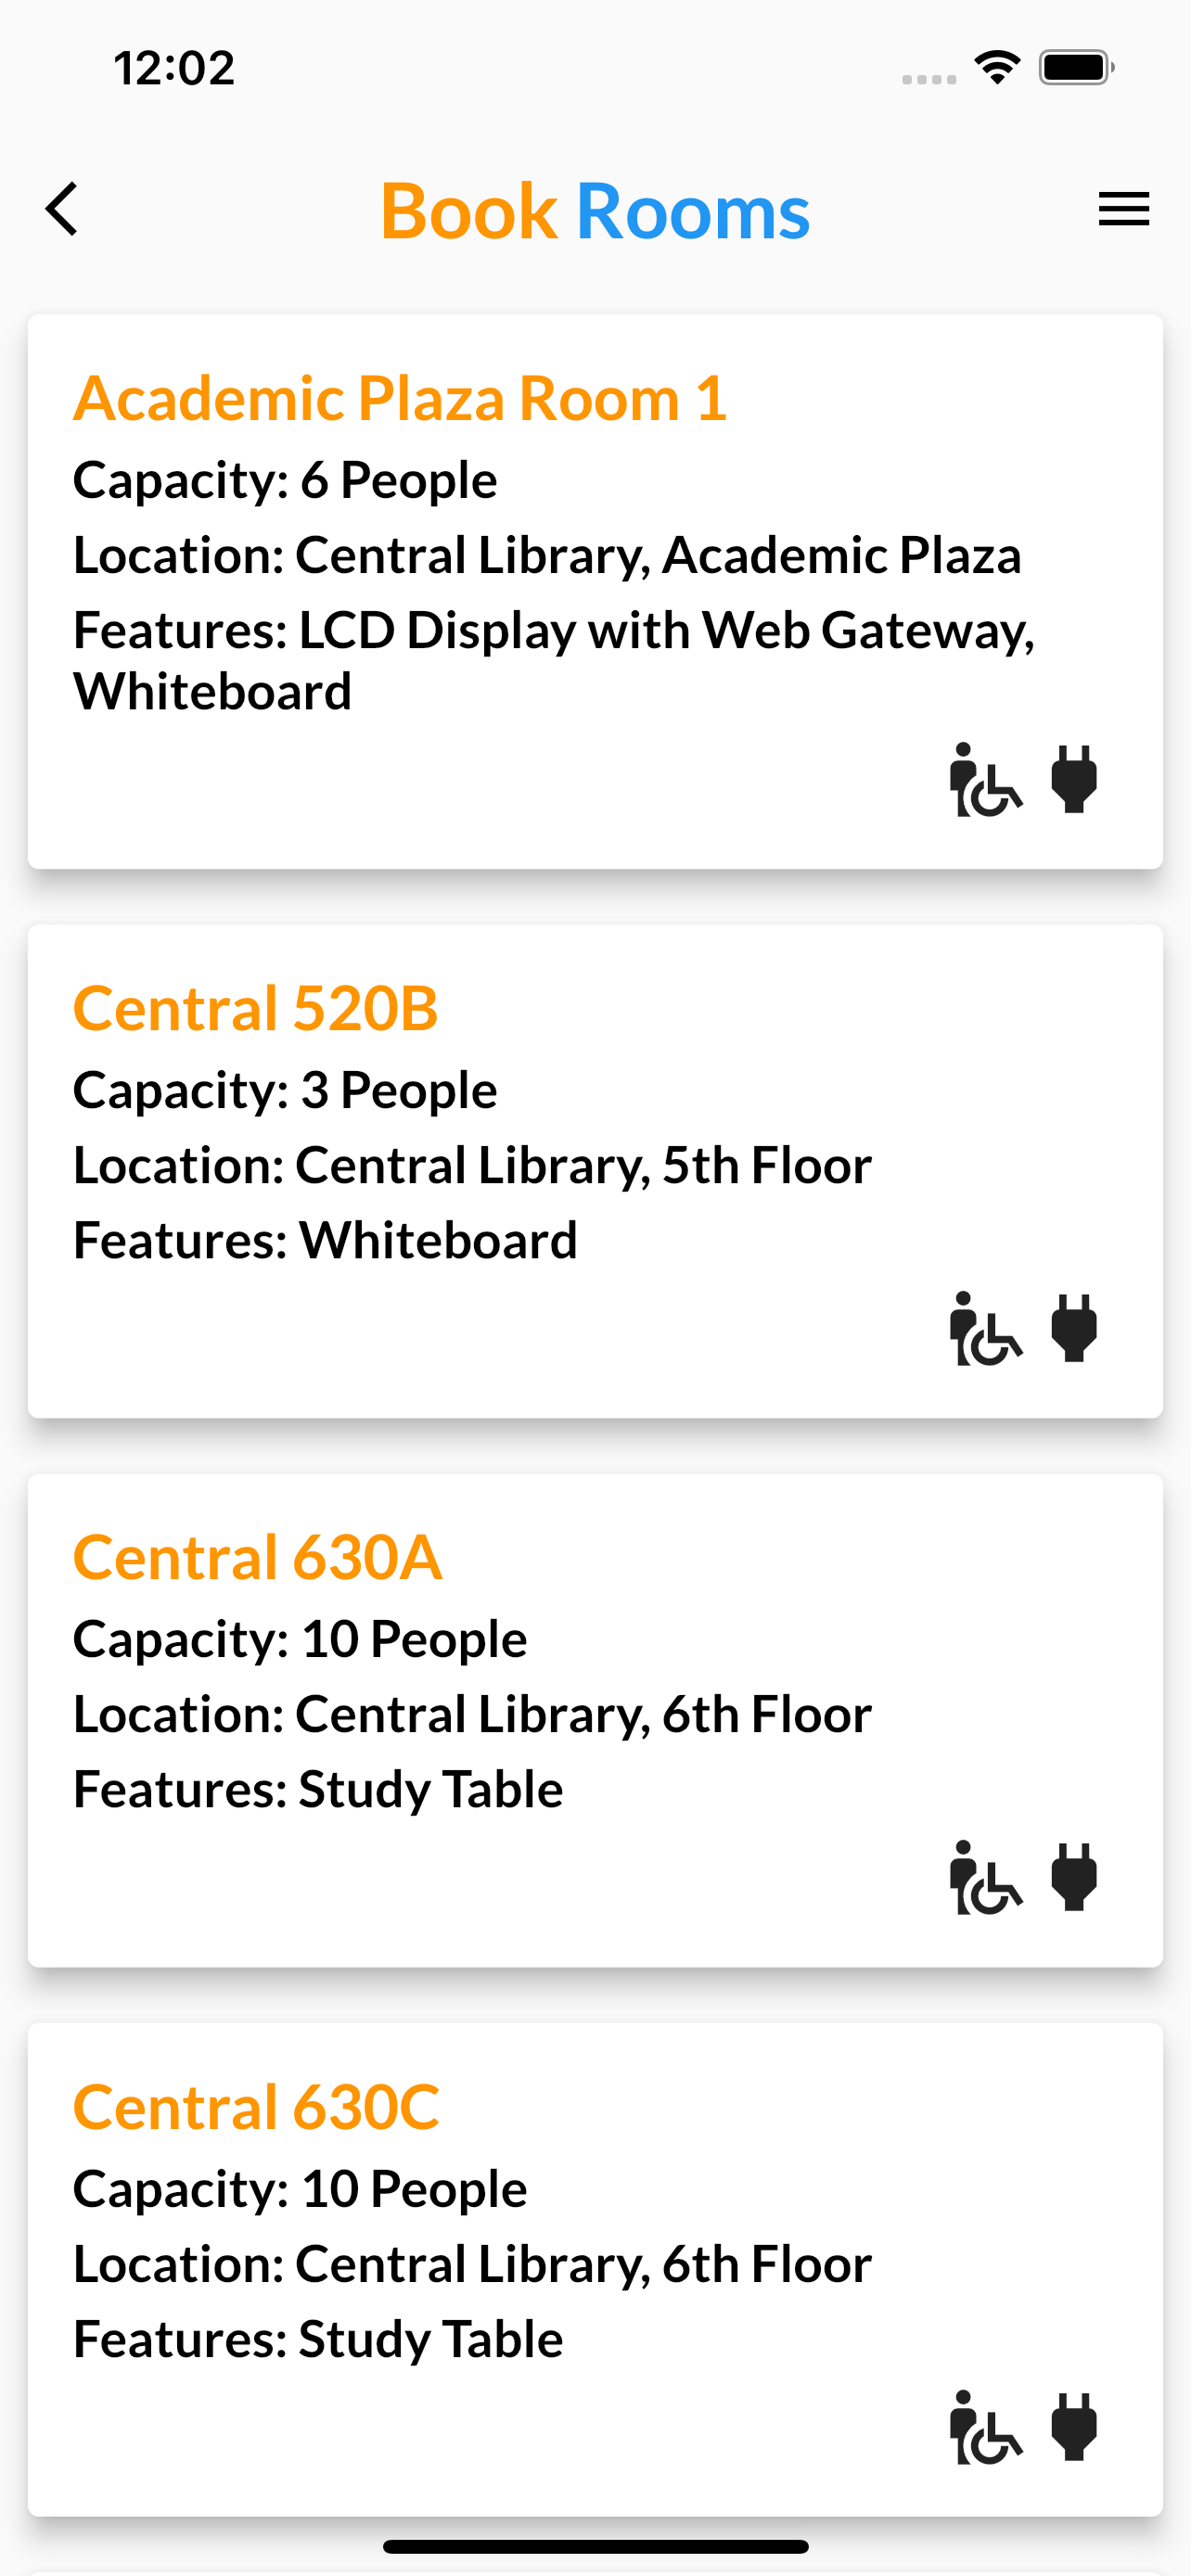 12:02
Book Rooms
Academic Plaza Room 1
Capacity: 6 People
Location: Central Library, Academic Plaza
Features: LCD Display with Web Gateway,
Whiteboard
Central 520B
Capacity: 3 People
Location: Central Library, 5th Floor
Features: Whiteboard
Central 630A
Capacity: 10 People
Location: Central Library, 6th Floor
Features: Study Table
Central 630C
Capacity: 10 People
Location: Central Library, 6th Floor
Features: Study Table